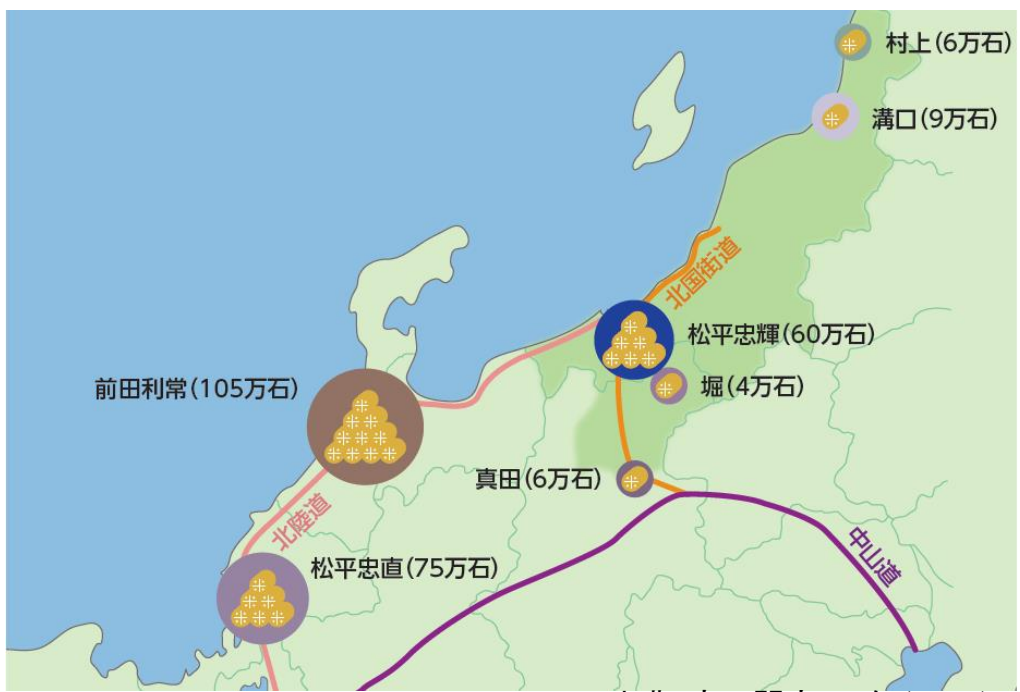 村上(6万石)
溝口(9万石)
北国街道
松平忠輝(60万石)
前田利常(105万石)
堀(4万石)
真田(6万石)
北陸道
中山道
松平忠直(75万石)